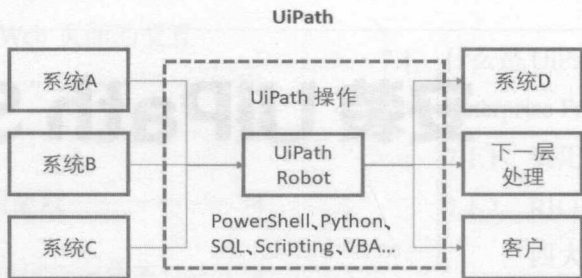 UiPath
系统A
系统B
系统C
UiPath 操作
UiPath
Robot
PowerShell、Python、
SQL、Scripting、VBA...
系统D
下一层
处理
客户